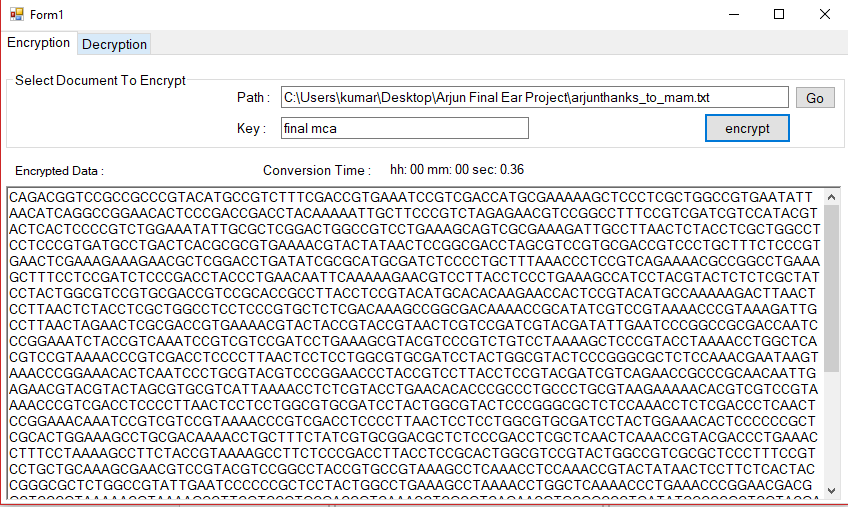 Form1
Encryption Decryption
Select Document To Encrypt
Path : C:\Users\kumar\Desktop\Arjun Final Ear Project\arjunthanks_to_mam.txt Go
Key : final mca encrypt
Encrypted Data : Conversion Time : hh: 00 mm: 00 sec: 0.36
CAGACGGTCCGCCGCCCGTACATGCCGTCTTTCGACCGTGAAATCCGTCGACCATGCGAAAAAGCTCCCTCGCTGGCCGTGAATATT
AACATCAGGCCGGAACACTCCCGACCGACCTACAAAAATTGCTTCCCGTCTAGAGAACGTCCGGCCTTTCCGTCGATCGTCCATACGT
ACTCACTCCCCGTCTGGAAATATTGCGCTCGGACTGGCCGTCCTGAAAGCAGTCGCGAAAGATTGCCTTAACTCTACCTCGCTGGCCT
CCTCCCGTGATGCCTGACTCACGCGCGTGAAAACGTACTATAACTCCGGCGACCTAGCGTCCGTGCGACCGTCCCTGCTTTCTCCCGT
GAACTCGAAAGAAAGAACGCTCGGACCTGATATCGCGCATGCGATCTCCCCTGCTTTAAACCCTCCGTCAGAAAACGCCGGCCTGAAA
GCTTTCCTCCGATCTCCCGACCTACCCTGAACAATTCAAAAAGAACGTCCTTACCTCCCTGAAAGCCATCCTACGTACTCTCTCGCTAT
CCTACTGGCGTCCGTGCGACCGTCCGCACCGCCTTACCTCCGTACATGCACACAAGAACCACTCCGTACATGCCAAAAAGACTTAACT
CCTTAACTCTACCTCGCTGGCCTCCTCCCGTGCTCTCGACAAAGCCGGCGACAAAACCGCATATCGTCCGTAAAACCCGTAAAGATTG
CCTTAACTAGAACTCGCGACCGTGAAAACGTACTACCGTACCGTAACTCGTCCGATCGTACGATATTGAATCCCGGCCGCGACCAATC
CCGGAAATCTACCGTCAAATCCGTCGTCCGATCCTGAAAGCGTACGTCCCGTCTGTCCTAAAAGCTCCCGTACCTAAAACCTGGCTCA
CGTCCGTAAAACCCGTCGACCTCCCCTTAACTCCTCCTGGCGTGCGATCCTACTGGCGTACTCCCGGGCGCTCTCCAAACGAATAAGT
AAACCCGGAAACACTCAATCCCTGCGTACGTCCCGGAACCCTACCGTCCTTACCTCCGTACGATCGTCAGAACCGCCCGCAACAATTG
AGAACGTACGTACTAGCGTGCGTCATTAAAACCTCTCGTACCTGAACACACCCGCCCTGCCCTGCGTAAGAAAAACACGTCGTCCGTA
AAACCCGTCGACCTCCCCTTAACTCCTCCTGGCGTGCGATCCTACTGGCGTACTCCCGGGCGCTCTCCAAACCTCTCGACCCTCAACT
CCGGAAACAAATCCGTCGTCCGTAAAACCCGTCGACCTCCCCTTAACTCCTCCTGGCGTGCGATCCTACTGGAAACACTCCCCCCGCT
CGCACTGGAAAGCCTGCGACAAAACCTGCTTTCTATCGTGCGGACGCTCTCCCGACCTCGCTCAACTCAAACCGTACGACCCTGAAAC
CTTTCCTAAAAGCCTTCTACCGTAAAAGCCTTCTCCCGACCTTACCTCCGCACTGGCGTCCGTACTGGCCGTCGCGCTCCCTTTCCGT
CCTGCTGCAAAGCGAACGTCCGTACGTCCGGCCTACCGTGCCGTAAAGCCTCAAACCTCCAAACCGTACTATAACTCCTTCTCACTAC
CGGGCGCTCTGGCCGTATTGAATCCCCCCGCTCCTACTGGCCTGAAAGCCTAAAACCTGGCTCAAAACCCTGAAACCCGGAACGACG